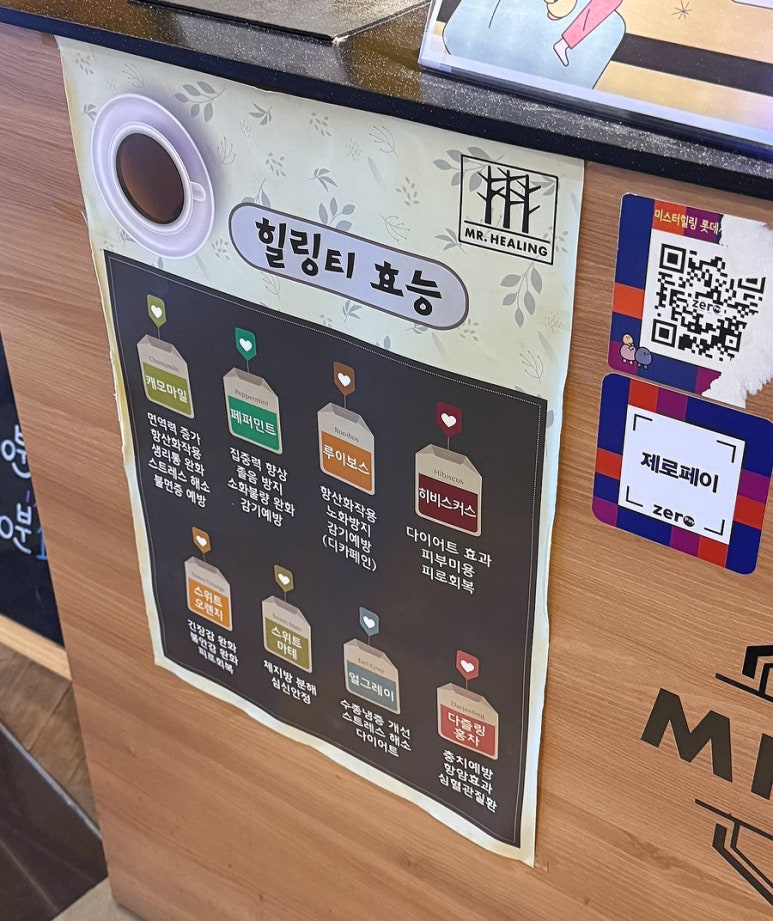 MR. HEALING
힐링티 효능
Chamomile
캐모마일
면역력 증가
항산화작용
생리통 완화
스트레스 해소
불면증 예방
Peppermint
페퍼민트
집중력 향상
졸음 방지
소화불량 완화
감기예방
Rooibos
루이보스
항산화작용
노화방지
감기예방
(디카페인)
Hibiscus
히비스커스
다이어트 효과
피부미용
피로회복
스위트
오렌지
긴장감 완화
불안감 완화
피로회복
Sweet Mate
스위트
마테
체지방 분해
심신안정
Earl Grey
얼그레이
수족냉증 개선
스트레스 해소
다이어트
Darjeeling
다즐링
홍차
충치예방
항암효과
심혈관질환
미스터힐링 롯데
zero
제로페이
zero
분
분
M